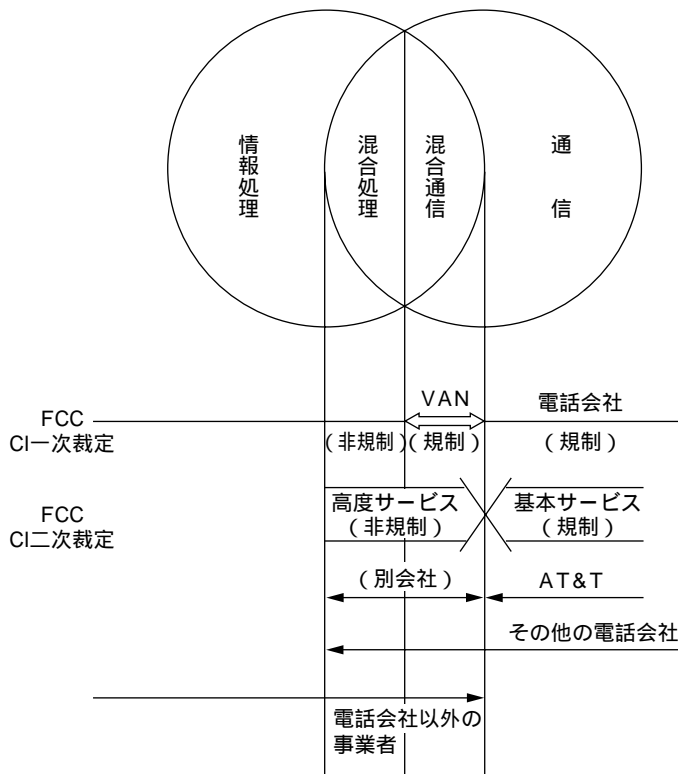 情報処理
混合処理
混合通信
通信
VAN
電話会社
FCC
CI一次裁定
(非規制)
(規制)
(規制)
高度サービス
(非規制)
基本サービス
(規制)
FCC
CI二次裁定
(別会社)
AT&T
その他の電話会社
電話会社以外の
事業者